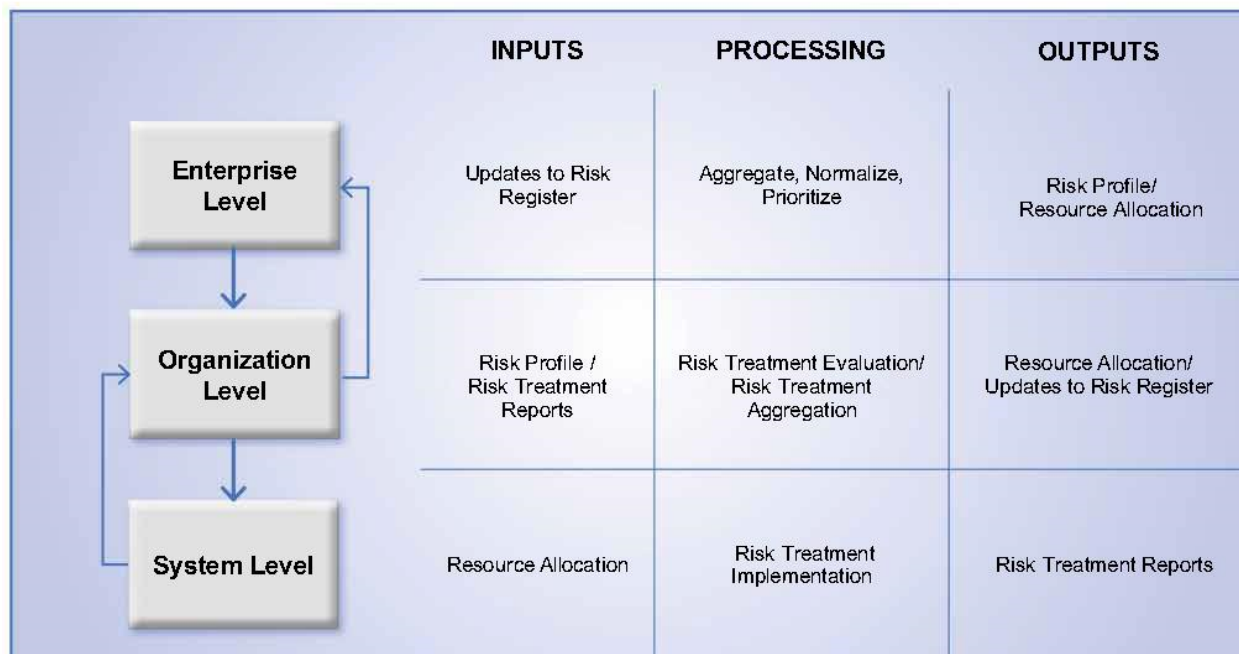 INPUTS
PROCESSING
OUTPUTS
Enterprise
Level
Updates to Risk
Register
Aggregate, Normalize,
Prioritize
Risk Profile/
Resource Allocation
Organization
Level
Risk Profile /
Risk Treatment
Reports
Risk Treatment Evaluation/
Risk Treatment
Aggregation
Resource Allocation/
Updates to Risk Register
System Level
Resource Allocation
Risk Treatment
Implementation
Risk Treatment Reports